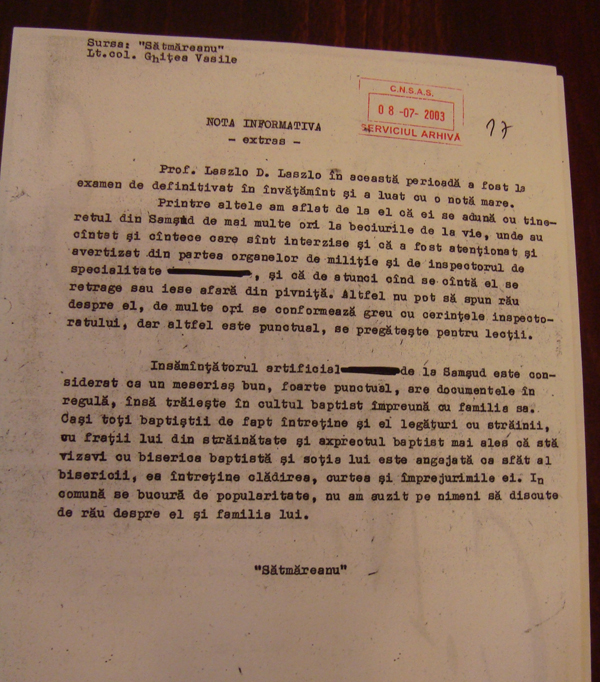 Sursa: "Sătmăreanu"
Lt.col. Ghițea Vasile
C.N.S.A.S.
08-07-2003
SERVICIUL ARHIVĂ
17
NOTA INFORMATIVA
- extras -
Prof. Laszlo D. Laszlo în această perioadă a fost la
examen de definitivat în învățămînt și a luat cu o notă mare.
Printre altele am aflat de la el că ei se adună cu tine-
retul din Samșud de mai multe ori la beciurile de la vie, unde au
cîntat și cîntece care sînt interzise și că a fost atenționat și
avertizat din partea organelor de miliție și de inspectorul de
specialitate , și că de atunci cînd se cîntă el se
retrage sau iese afară din pivniță. Altfel nu pot să spun rău
despre el, de multe ori se conformează greu cu cerințele inspecto-
ratului, dar altfel este punctual, se pregătește pentru lecții.
Insămînțătorul artificial de la Samșud este con-
siderat ca un meseriaș bun, foarte punctual, are documentele în
regulă, însă trăiește în cultul baptist împreună cu familia sa.
Cași toți baptiștii de fapt întreține și el legături cu străinii,
cu frații lui din străinătate și axpreotul baptist mai ales că stă
vizavi cu biserica baptistă și soția lui este angajată ca sfăt al
bisericii, ea întreține clădirea, curtea și împrejurimile ei. In
comună se bucură de popularitate, nu am suzit pe nimeni să discute
de rău despre el și familia lui.
"Sătmăreanu"